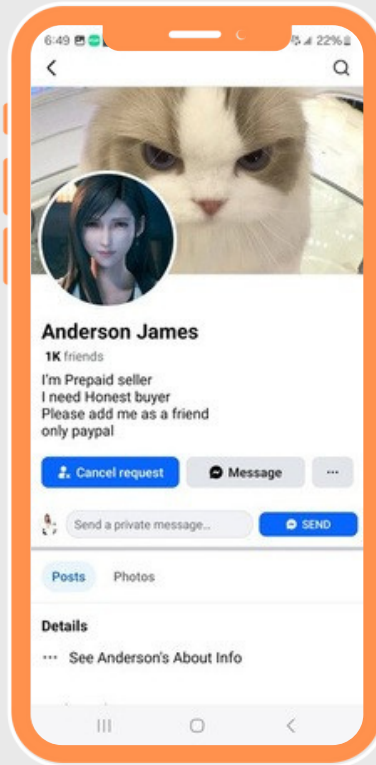 6:49
22%
Anderson James
1K friends
I'm Prepaid seller
I need Honest buyer
Please add me as a friend
only paypal
Cancel request
Message
Send a private message...
SEND
Posts Photos
Details
See Anderson's About Info